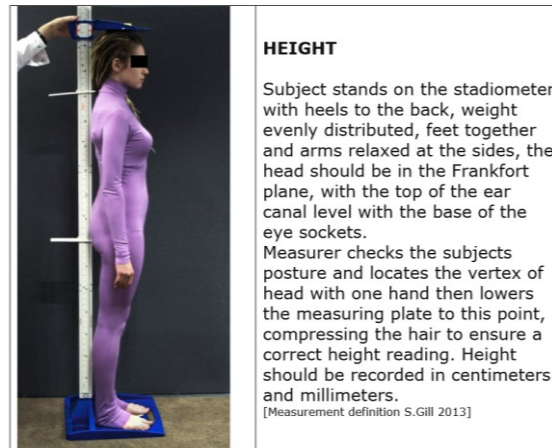 HEIGHT
Subject stands on the stadiometer
with heels to the back, weight
evenly distributed, feet together
and arms relaxed at the sides, the
head should be in the Frankfort
plane, with the top of the ear
canal level with the base of the
eye sockets.
Measurer checks the subjects
posture and locates the vertex of
head with one hand then lowers
the measuring plate to this point,
compressing the hair to ensure a
correct height reading. Height
should be recorded in centimeters
and millimeters.
[Measurement definition S.Gill 2013]